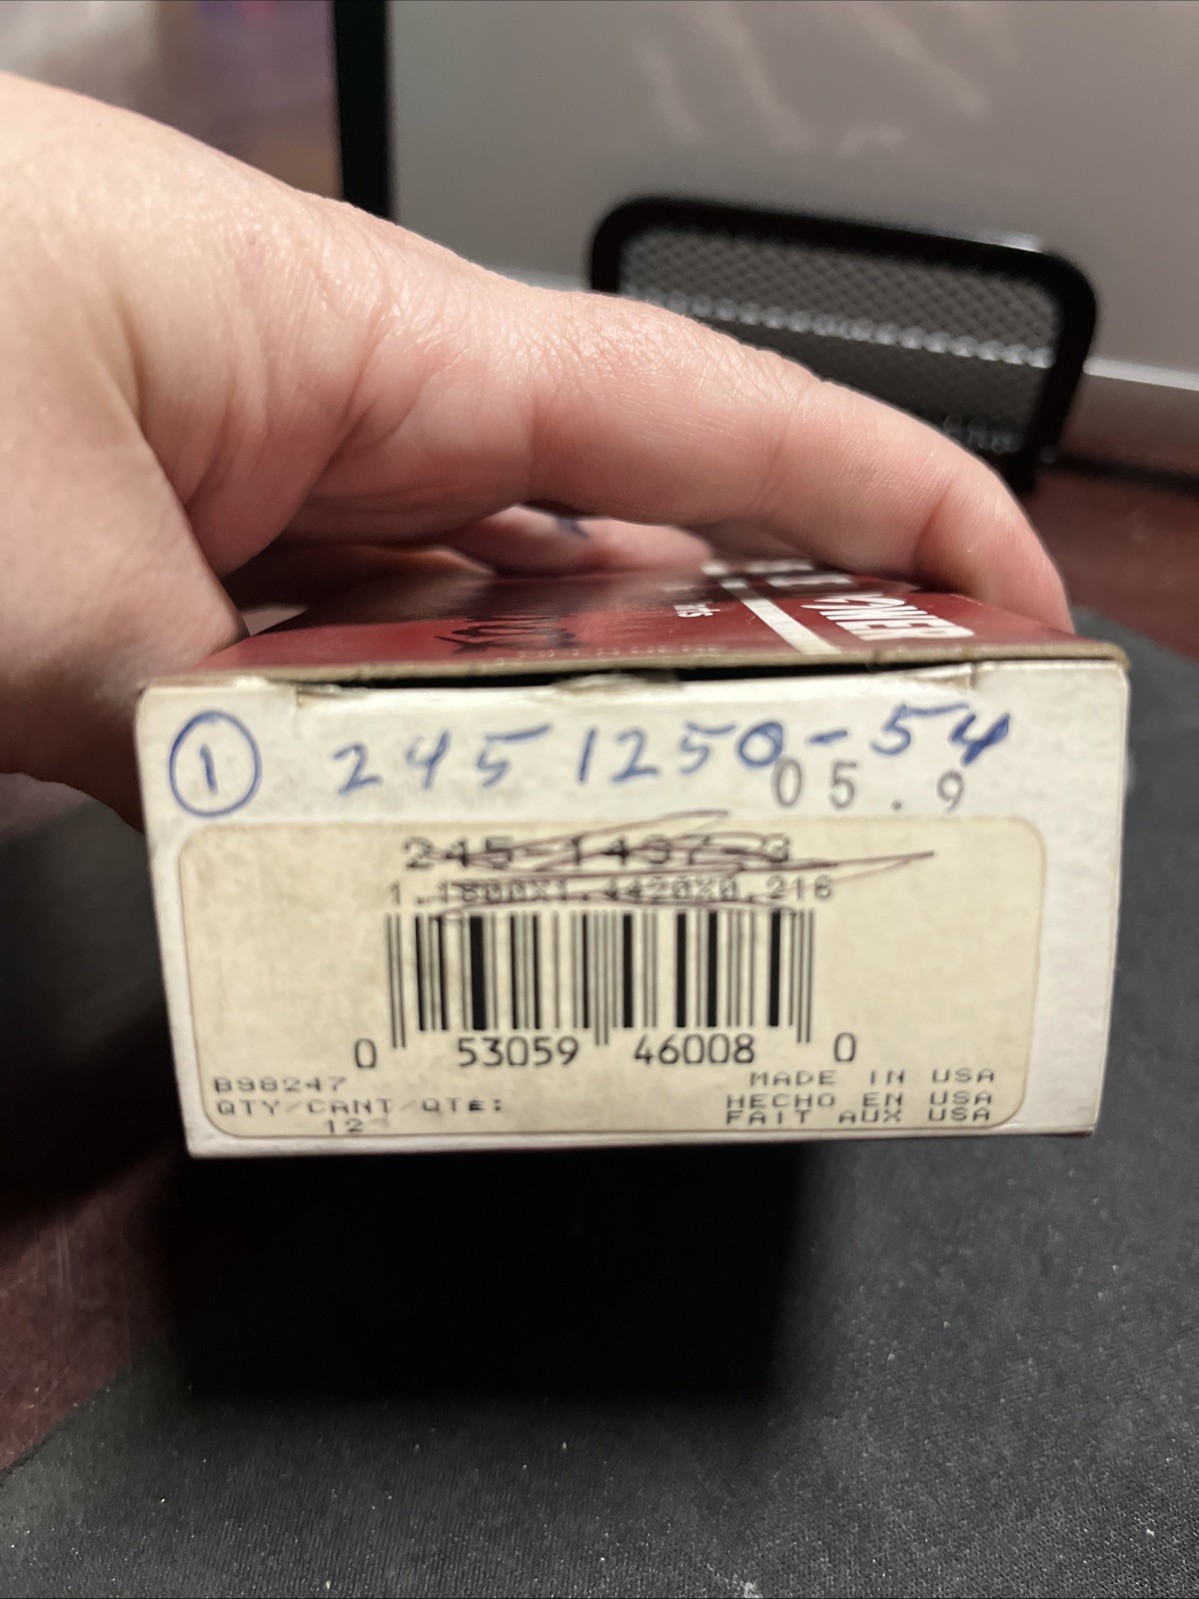 POWER
① 245 1250-54
05.9
245-1437-3
1.1800X1.4420X0.216
0 53059 46008 0
B98247
MADE IN USA
QTY/CANT/QTE:
HECHO EN USA
12
FAIT AUX USA